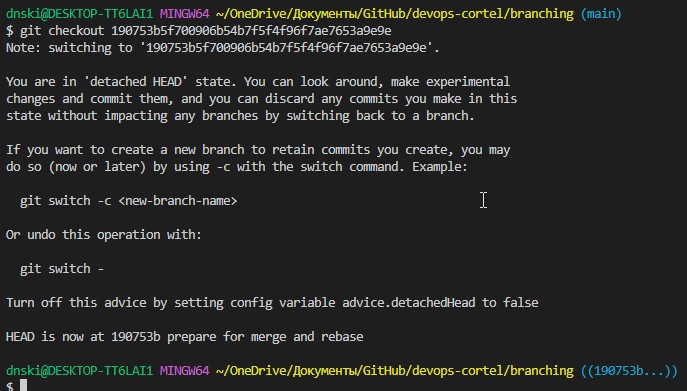 dnski@DESKTOP-TT6LAI1 MINGW64 ~/OneDrive/Документы/GitHub/devops-cortel/branching (main)
$ git checkout 190753b5f700906b54b7f5f4f96f7ae7653a9e9e
Note: switching to '190753b5f700906b54b7f5f4f96f7ae7653a9e9e'.
You are in 'detached HEAD' state. You can look around, make experimental
changes and commit them, and you can discard any commits you make in this
state without impacting any branches by switching back to a branch.
If you want to create a new branch to retain commits you create, you may
do so (now or later) by using -c with the switch command. Example:
git switch -c <new-branch-name>
Or undo this operation with:
git switch -
Turn off this advice by setting config variable advice.detachedHead to false
HEAD is now at 190753b prepare for merge and rebase
dnski@DESKTOP-TT6LAI1 MINGW64 ~/OneDrive/Документы/GitHub/devops-cortel/branching ((190753b...))
$